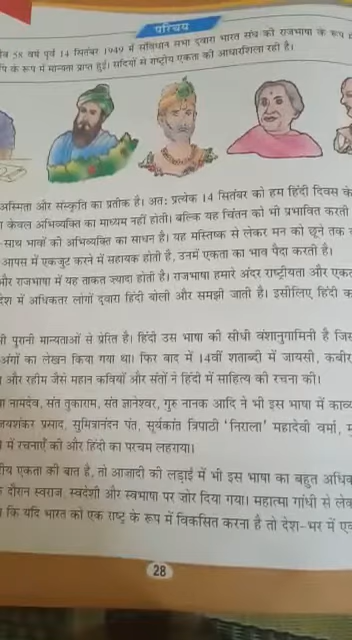 परिचय
58 वर्ष पूर्व 14 सितंबर 1949 में संविधान सभा द्वारा भारत संघ की राजभाषा के रूप
के रूप में मान्यता प्राप्त हुई। सदियों से राष्ट्रीय एकता की आधारशिला रही है।
अस्मिता और संस्कृति का प्रतीक है। अतः प्रत्येक 14 सितंबर को हम हिंदी दिवस के
केवल अभिव्यक्ति का माध्यम नहीं होती। बल्कि यह चिंतन को भी प्रभावित करती
साथ भावों की अभिव्यक्ति का साधन है। यह मस्तिष्क से लेकर मन को छूने तक
आपस में एकजुट करने में सहायक होती है, उनमें एकता का भाव पैदा करती है।
और राजभाषा में यह ताकत ज्यादा होती है। राजभाषा हमारे अंदर राष्ट्रीयता और
में अधिकतर लोगों द्वारा हिंदी बोली और समझी जाती है। इसीलिए हिंदी
पुरानी मान्यताओं से प्रेरित है। हिंदी उस भाषा की सीधी वंशानुगामिनी है
का लेखन किया गया था। फिर बाद में 14वीं शताब्दी में जायसी, कबीर
और रहीम जैसे महान कवियों और संतों ने हिंदी में साहित्य की रचना की।
नामदेव, संत तुकाराम, संत ज्ञानेश्वर, गुरु नानक आदि ने भी इस भाषा में
प्रसाद, सुमित्रानंदन पंत, सूर्यकांत त्रिपाठी 'निराला' महादेवी वर्मा,
में रचनाएँ कीं और हिंदी का परचम लहराया।
एकता की बात है, तो आजादी की लड़ाई में भी इस भाषा का बहुत
दौरान स्वराज, स्वदेशी और स्वभाषा पर ज़ोर दिया गया। महात्मा गांधी से
कि यदि भारत को एक राष्ट्र के रूप में विकसित करना है तो देश-भर में
28